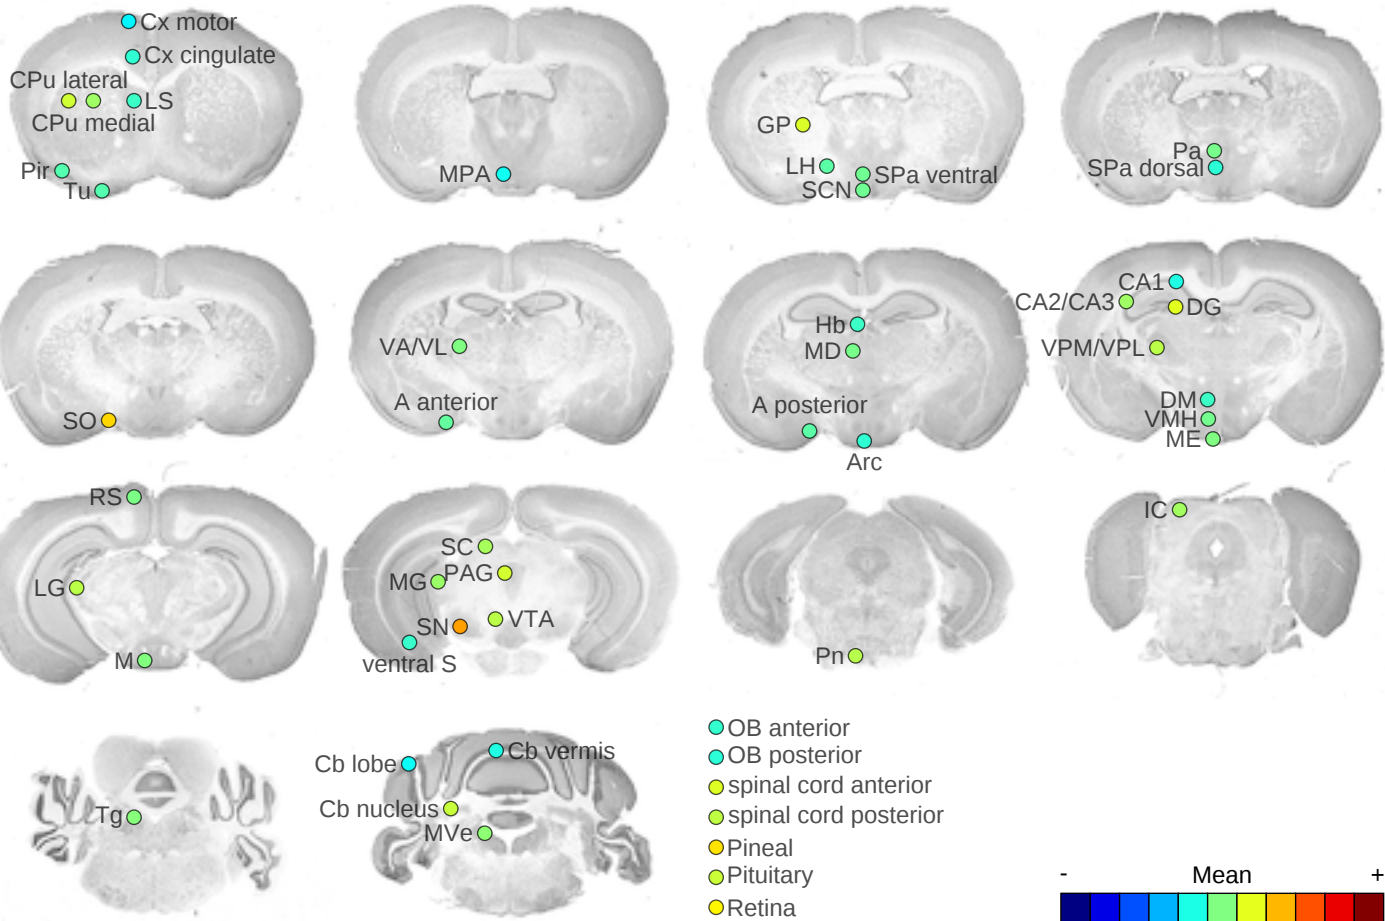 Cx motor
Cx cingulate
CPu lateral
LS
CPu medial
Pir
Tu
MPA
GP
LH
SPa ventral
SCN
Pa
SPa dorsal
SO
VA/VL
A anterior
Hb
MD
A posterior
Arc
CA1
CA2/CA3
DG
VPM/VPL
DM
VMH
ME
RS
LG
M
SC
PAG
MG
SN
VTA
ventral S
Pn
IC
Tg
Cb lobe
Cb vermis
Cb nucleus
MVe
OB anterior
OB posterior
spinal cord anterior
spinal cord posterior
Pineal
Pituitary
Retina
- Mean +